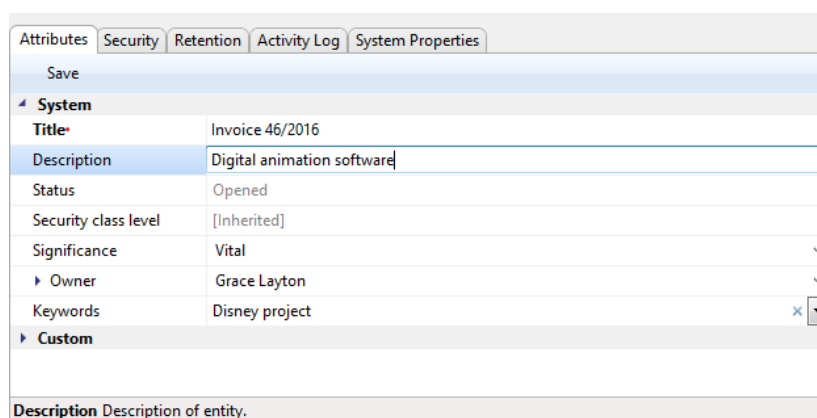 Attributes Security Retention Activity Log System Properties
Save
System
Title• Invoice 46/2016
Description Digital animation software
Status Opened
Security class level [Inherited]
Significance Vital
Owner Grace Layton
Keywords Disney project
Custom
Description Description of entity.